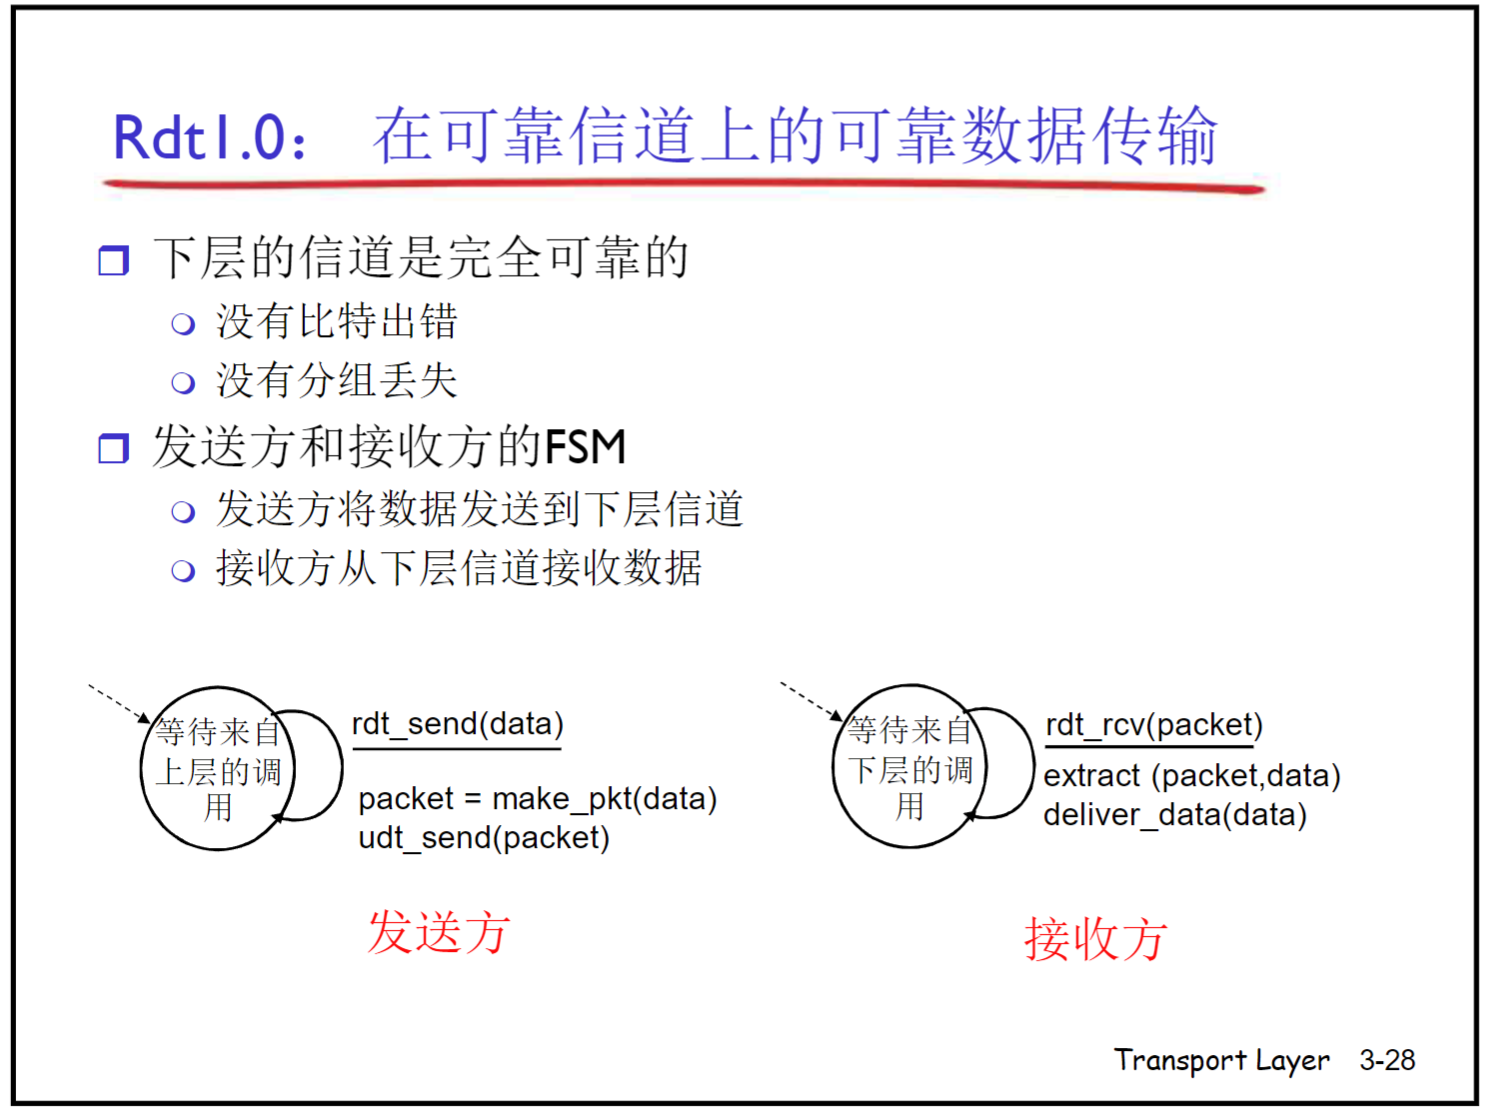 Rdt1.0： 在可靠信道上的可靠数据传输
下层的信道是完全可靠的
没有比特出错
没有分组丢失
发送方和接收方的FSM
发送方将数据发送到下层信道
接收方从下层信道接收数据
等待来自
上层的调
用
rdt_send(data)
packet = make_pkt(data)
udt_send(packet)
发送方
等待来自
下层的调
用
rdt_rcv(packet)
extract (packet,data)
deliver_data(data)
接收方
Transport Layer 3-28